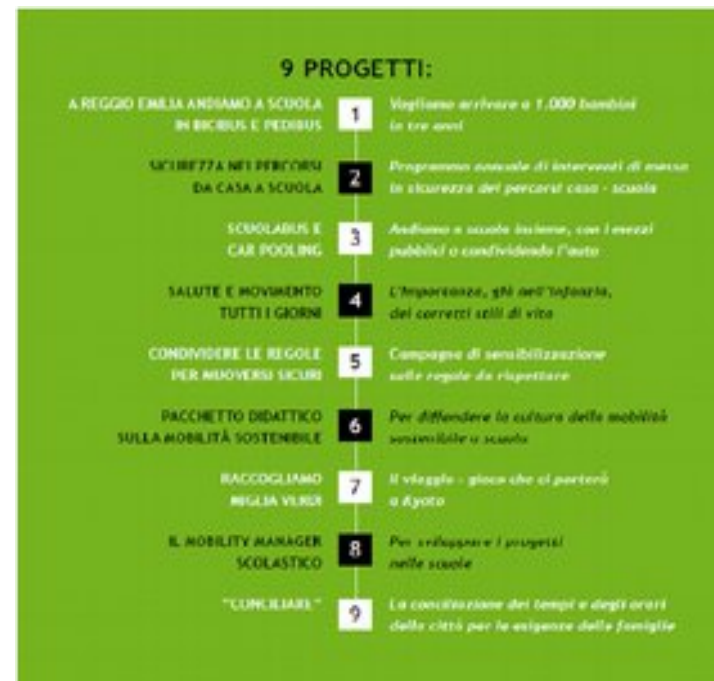 9 PROGETTI:
A REGGIO EMILIA ANDIAMO A SCUOLA
IN BICIBUS E PEDIBUS
1
Vogliamo arrivare a 1.000 bambini
in tre anni
SICUREZZA NEI PERCORSI
DA CASA A SCUOLA
2
Programma annuale di interventi di messa
in sicurezza dei percorsi casa - scuola
SCUOLABUS E
CAR POOLING
3
Andiamo a scuola insieme, con i mezzi
pubblici o condividendo l'auto
SALUTE E MOVIMENTO
TUTTI I GIORNI
4
L'importanza, già nell'infanzia,
dei corretti stili di vita
CONDIVIDERE LE REGOLE
PER MUOVERSI SICURI
5
Campagna di sensibilizzazione
sulle regole da rispettare
PACCHETTO DIDATTICO
SULLA MOBILITÀ SOSTENIBILE
6
Per diffondere la cultura della mobilità
sostenibile a scuola
RACCOGLIAMO
MIGLIA VERDI
7
Il viaggio - gioco che ci porterà
a Kyoto
IL MOBILITY MANAGER
SCOLASTICO
8
Per sviluppare i progetti
nelle scuole
"CONCILIARE"
9
La conciliazione dei tempi e degli orari
della città per le esigenze delle famiglie